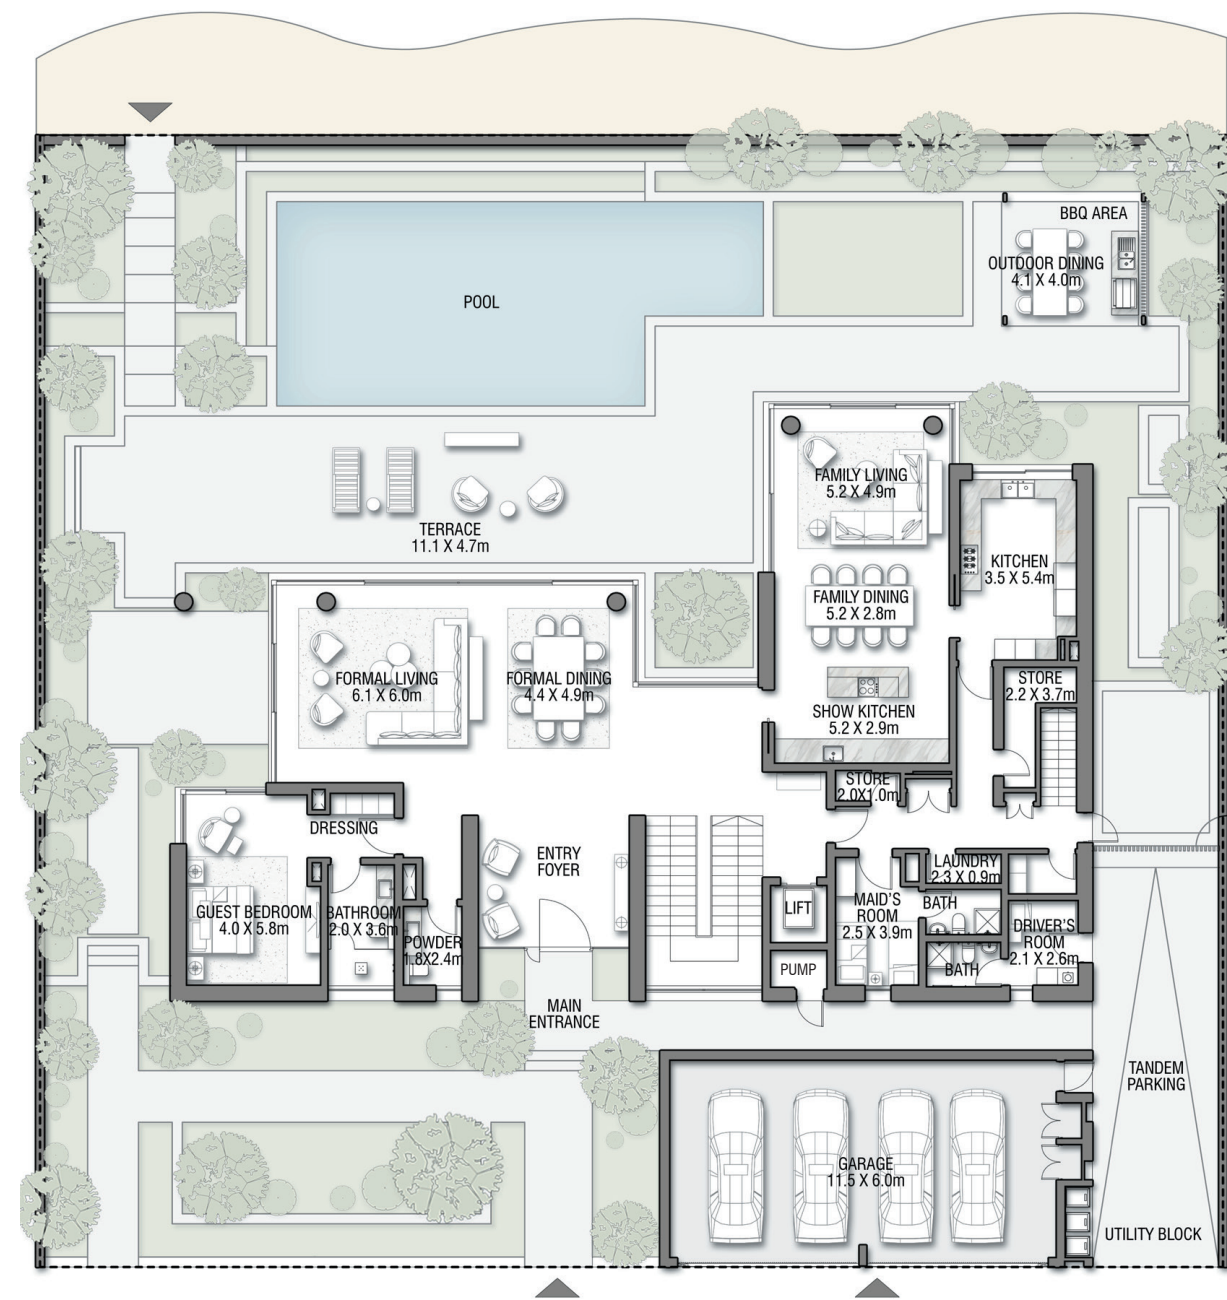 BBQ AREA
OUTDOOR DINING
4.1 X 4.0m
POOL
FAMILY LIVING
5.2 X 4.9m
TERRACE
11.1 X 4.7m
KITCHEN
3.5 X 5.4m
FAMILY DINING
5.2 X 2.8m
FORMAL LIVING
6.1 X 6.0m
FORMAL DINING
4.4 X 4.9m
STORE
2.2 X 3.7m
SHOW KITCHEN
5.2 X 2.9m
STORE
2.0X1.0m
DRESSING
ENTRY
FOYER
LAUNDRY
2.3 X 0.9m
GUEST BEDROOM
4.0 X 5.8m
BATHROOM
2.0 X 3.6m
POWDER
1.8X2.4m
LIFT
MAID'S
ROOM
2.5 X 3.9m
BATH
DRIVER'S
ROOM
2.1 X 2.6m
PUMP
BATH
MAIN
ENTRANCE
TANDEM
PARKING
GARAGE
11.5 X 6.0m
UTILITY BLOCK